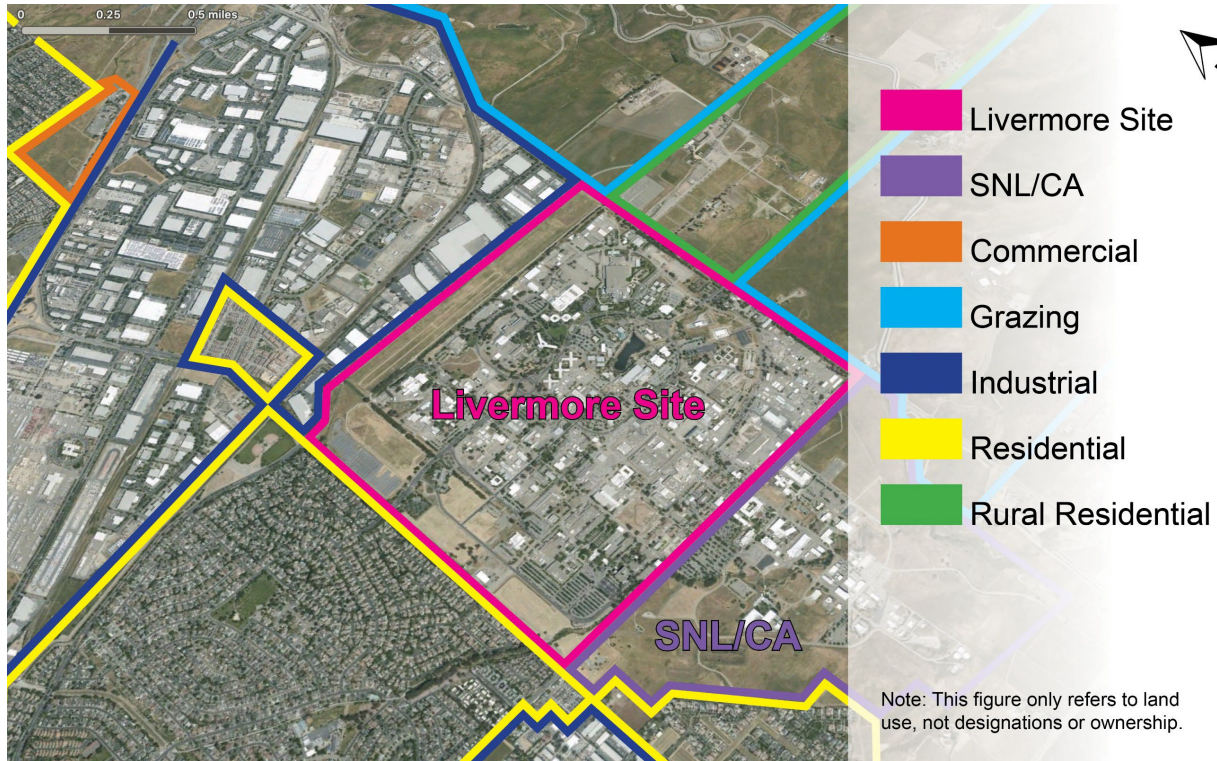 0 0.25 0.5 miles
Livermore Site
SNL/CA
Commercial
Grazing
Industrial
Residential
Rural Residential
Livermore Site
SNL/CA
Note: This figure only refers to land
use, not designations or ownership.